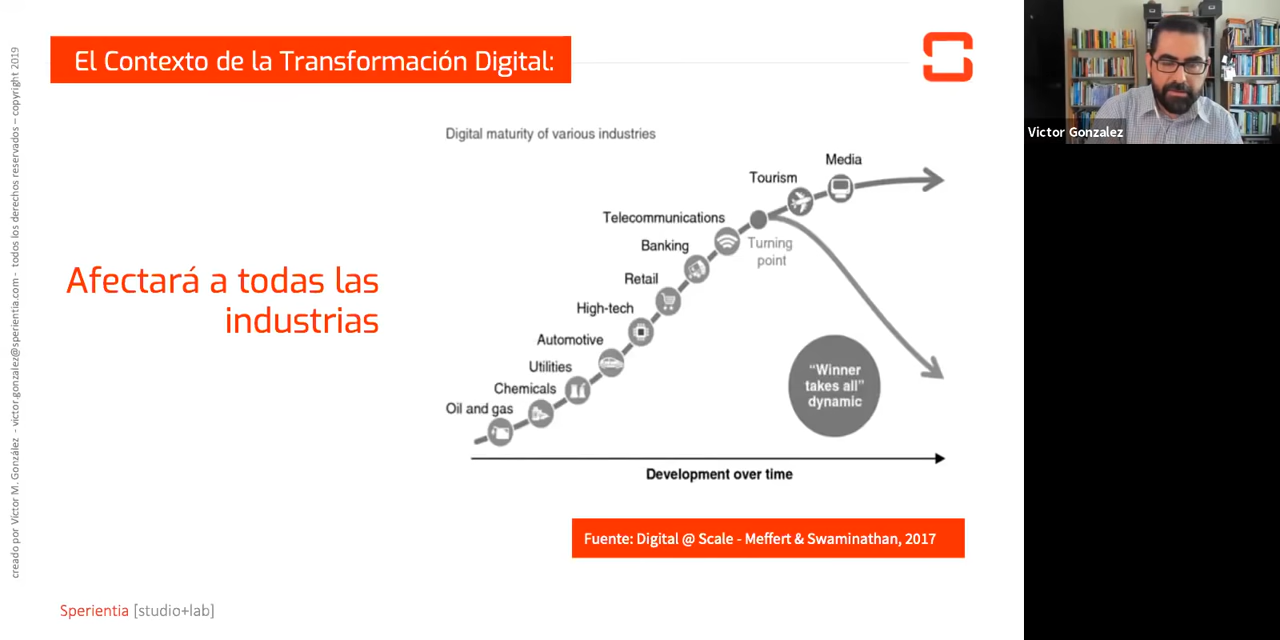 El Contexto de la Transformación Digital:
creado por Víctor M. González - victor.gonzalez@sperientia.com - todos los derechos reservados – copyright 2019
Afectará a todas las
industrias
Digital maturity of various industries
Media
Tourism
Telecommunications
Turning
point
Banking
Retail
High-tech
Automotive
Utilities
Chemicals
Oil and gas
“Winner
takes all”
dynamic
Development over time
Fuente: Digital @ Scale - Meffert & Swaminathan, 2017
Sperientia [studio+lab]
Victor Gonzalez